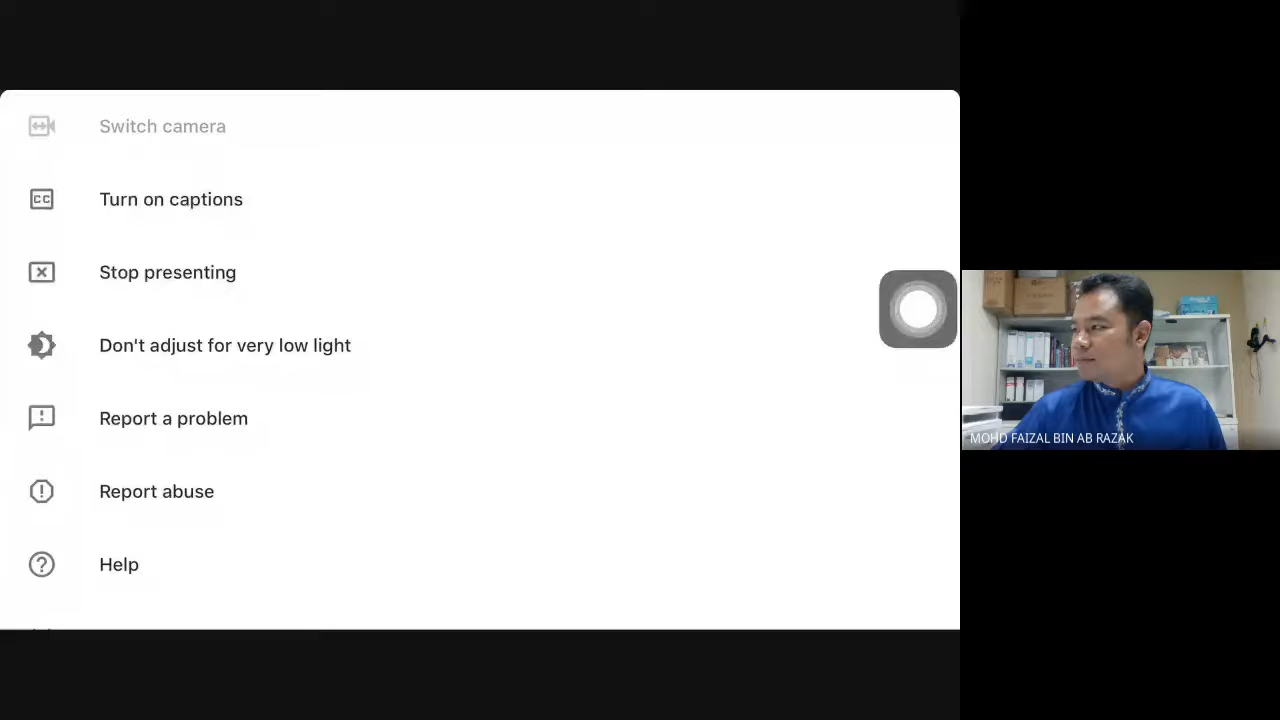 Switch camera
CC Turn on captions
Stop presenting
Don't adjust for very low light
Report a problem
Report abuse
Help
MOHD FAIZAL BIN AB RAZAK